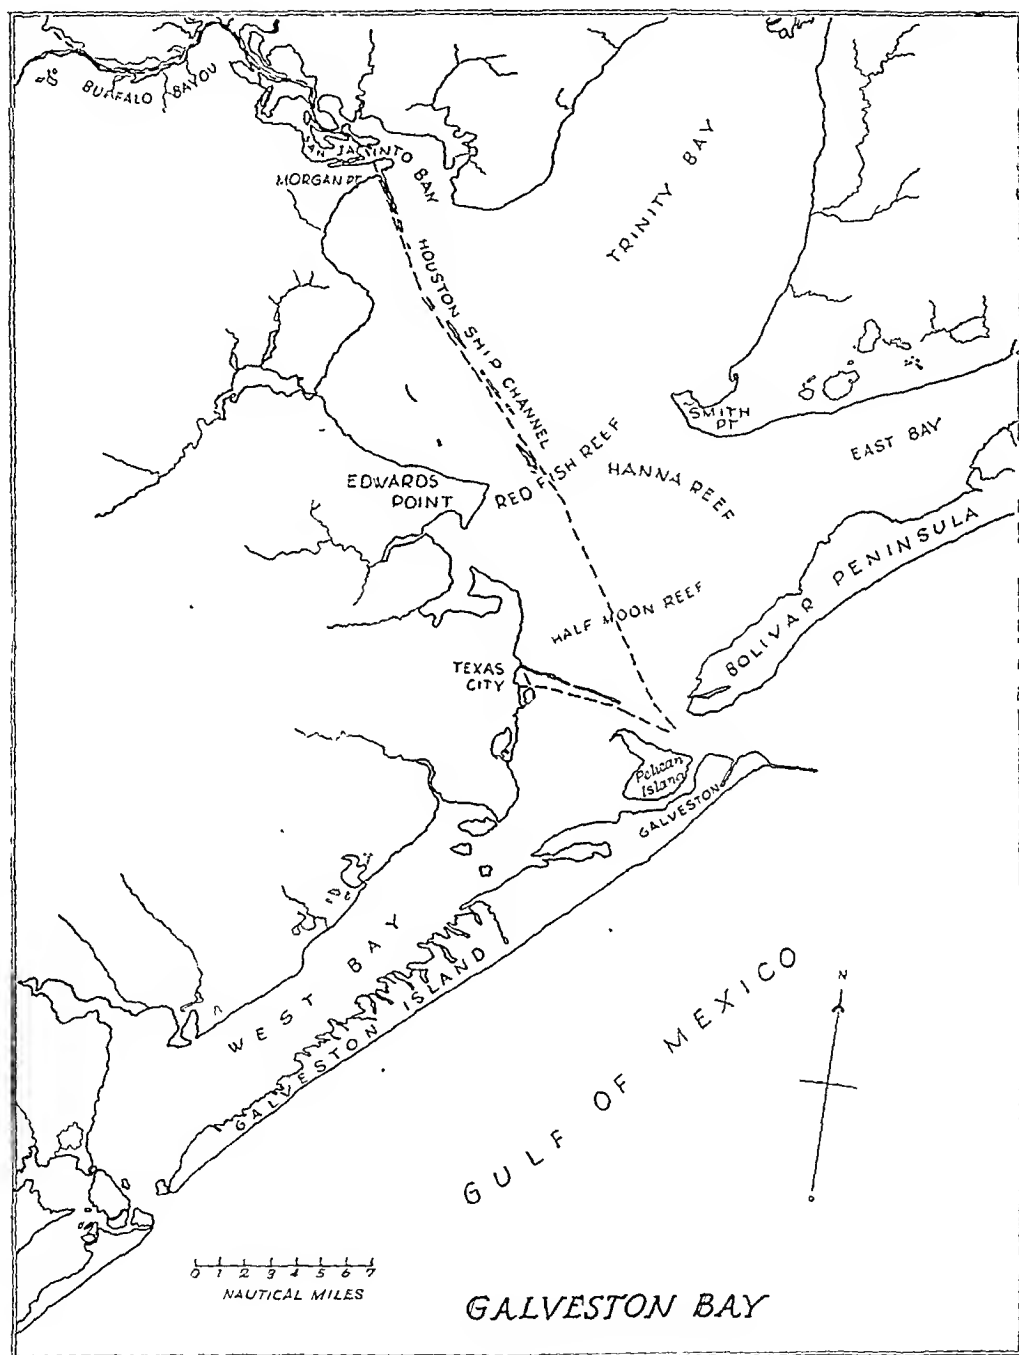 BUFFALO BAYOU
SAN JACINTO BAY
MORGAN PT.
TRINITY BAY
HOUSTON SHIP CHANNEL
SMITH
PT
EAST BAY
RED FISH REEF
HANNA REEF
EDWARDS
POINT
BOLIVAR PENINSULA
HALF MOON REEF
TEXAS
CITY
Pelican
Island
GALVESTON
WEST BAY
GALVESTON ISLAND
GULF OF MEXICO
N
0 1 2 3 4 5 6 7
NAUTICAL MILES
GALVESTON BAY